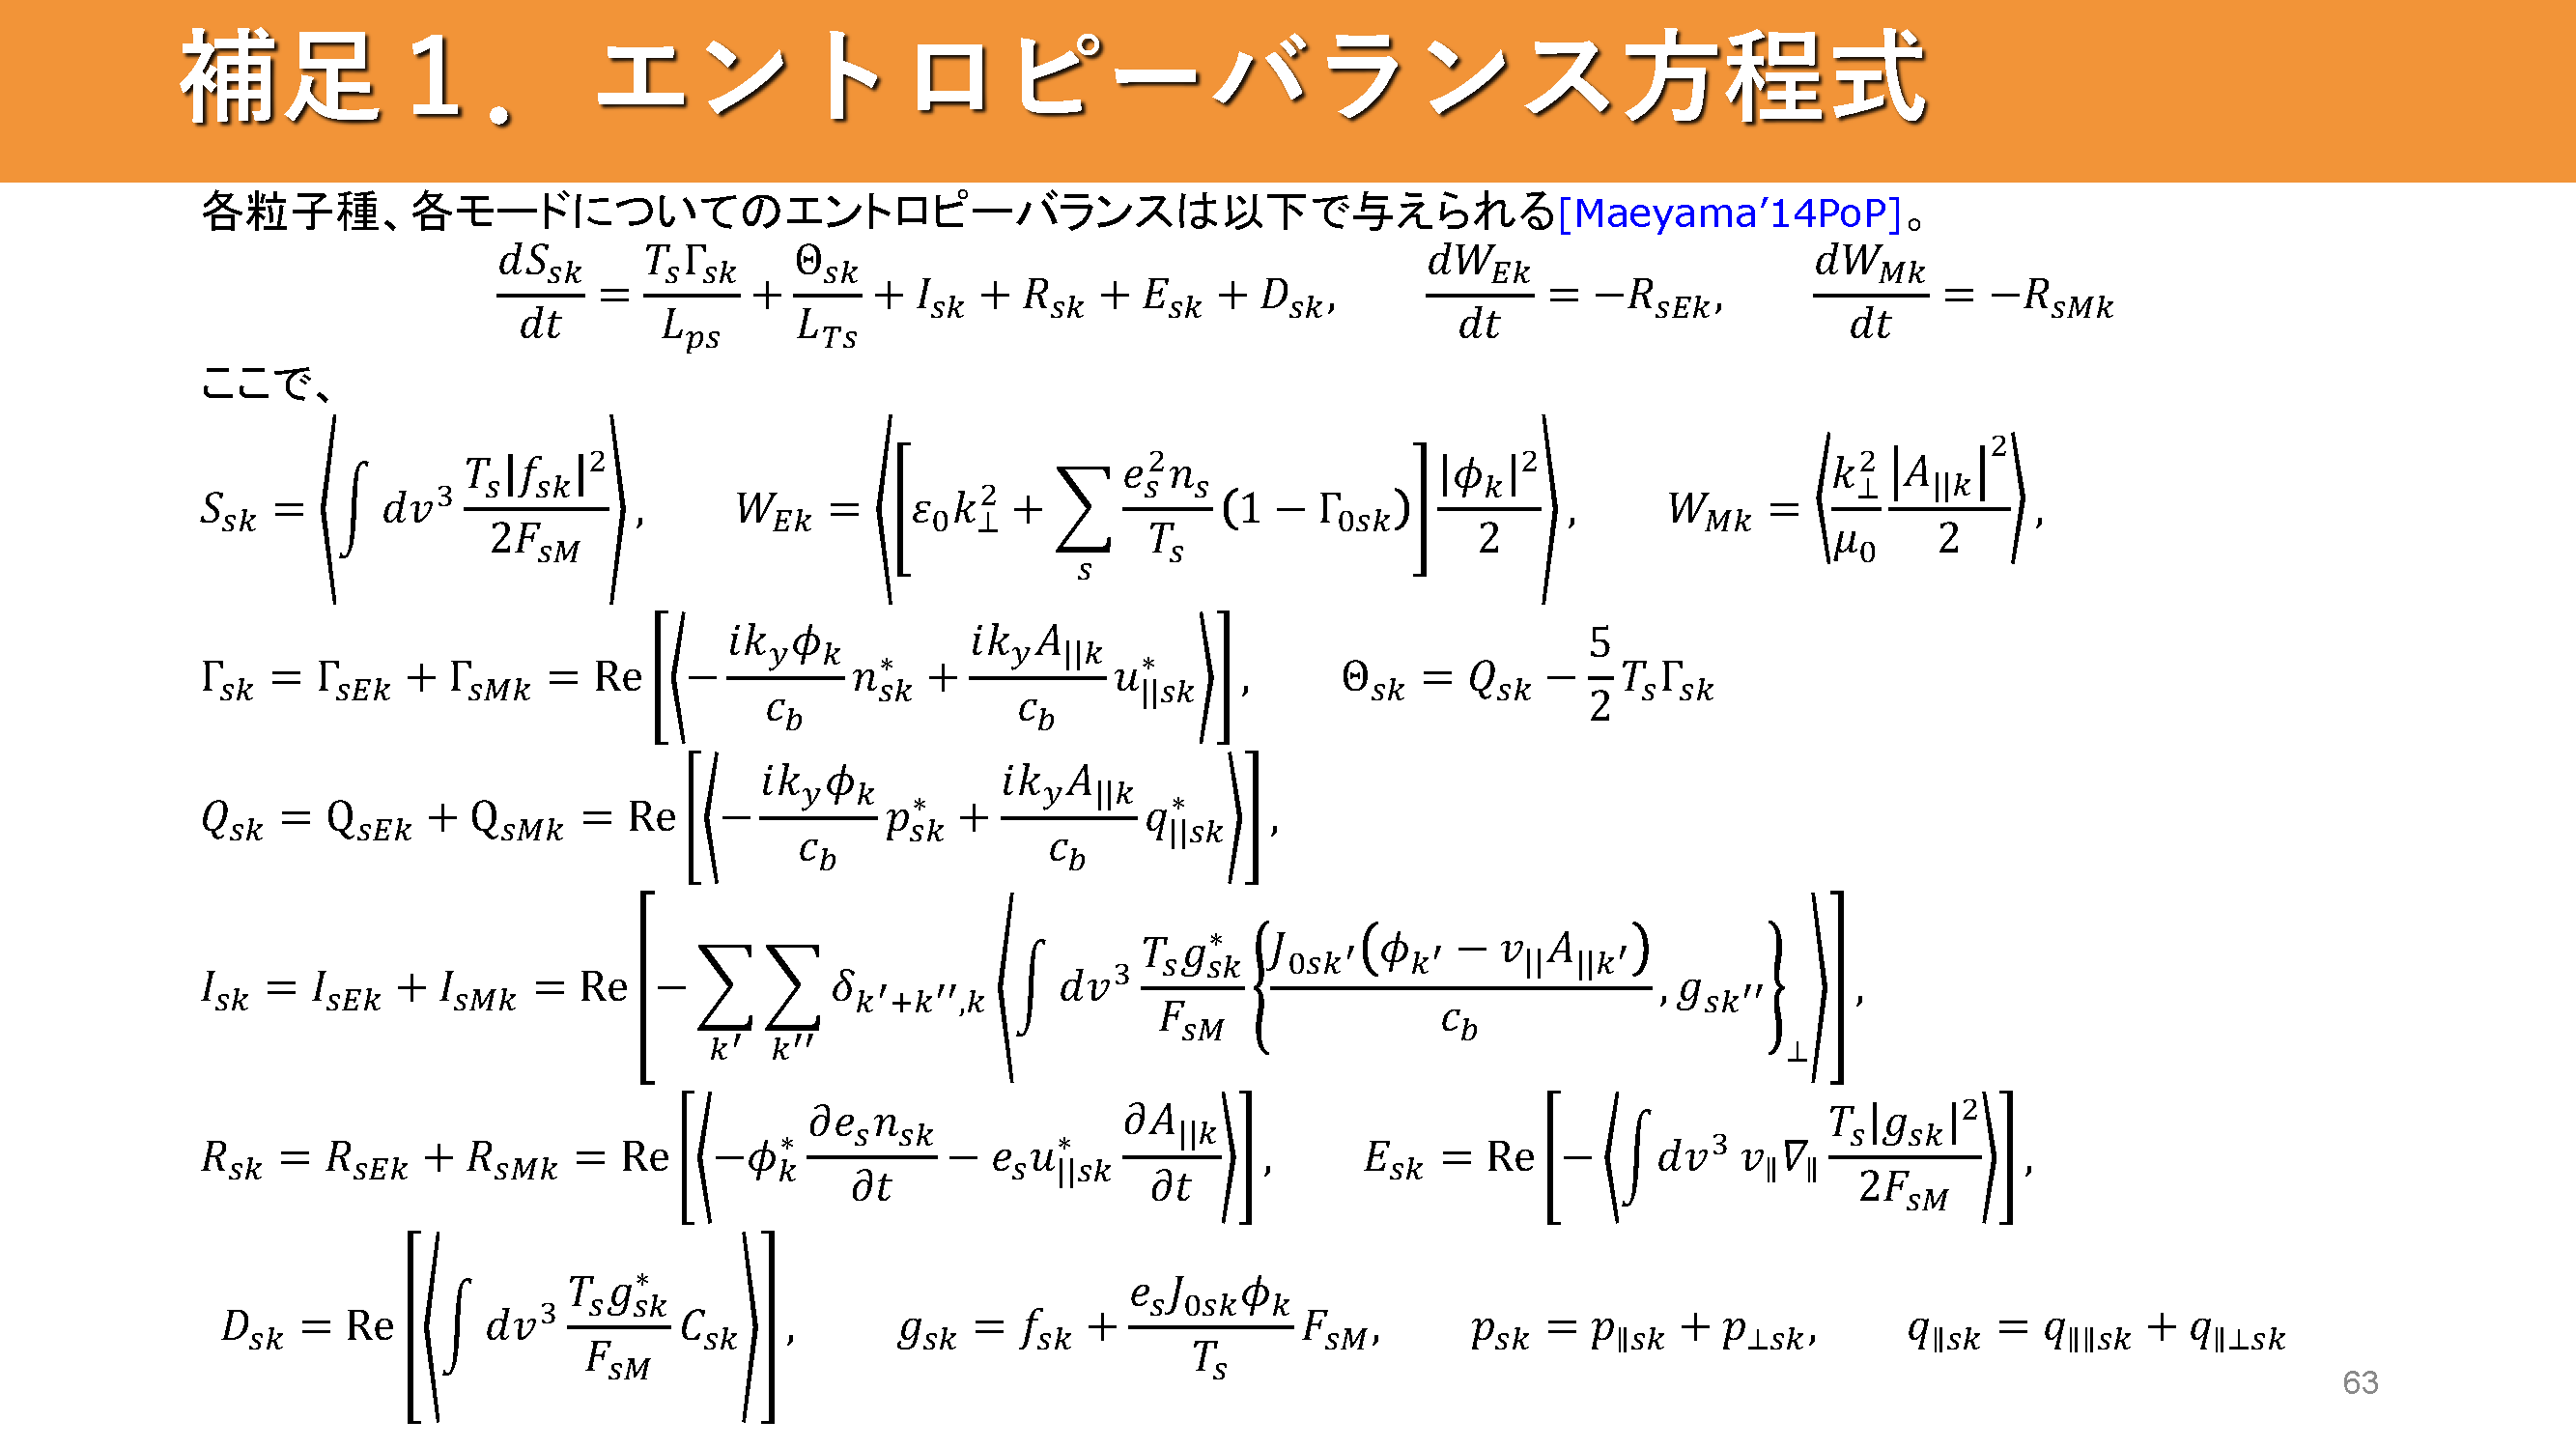 補足１．エントロピーバランス方程式
各粒子種、各モードについてのエントロピーバランスは以下で与えられる[Maeyama’14PoP]。
$\frac{dS_{sk}}{dt} = \frac{T_s\Gamma_{sk}}{L_{ps}} + \frac{\Theta_{sk}}{L_{Ts}} + I_{sk} + R_{sk} + E_{sk} + D_{sk}, \quad \frac{dW_{Ek}}{dt} = -R_{sEk}, \quad \frac{dW_{Mk}}{dt} = -R_{sMk}$
ここで、
$S_{sk} = \left\langle \int dv^3 \frac{T_s|f_{sk}|^2}{2F_{sM}} \right\rangle, \quad W_{Ek} = \left\langle \left[ \varepsilon_0 k_\perp^2 + \sum_s \frac{e_s^2 n_s}{T_s} (1 - \Gamma_{0sk}) \right] \frac{|\phi_k|^2}{2} \right\rangle, \quad W_{Mk} = \left\langle \frac{k_\perp^2}{\mu_0} \frac{|A_{||k}|^2}{2} \right\rangle,$
$\Gamma_{sk} = \Gamma_{sEk} + \Gamma_{sMk} = \mathrm{Re} \left[ \left\langle -\frac{ik_y\phi_k}{c_b} n_{sk}^* + \frac{ik_yA_{||k}}{c_b} u_{||sk}^* \right\rangle \right], \quad \Theta_{sk} = Q_{sk} - \frac{5}{2} T_s\Gamma_{sk}$
$Q_{sk} = \mathrm{Q}_{sEk} + \mathrm{Q}_{sMk} = \mathrm{Re} \left[ \left\langle -\frac{ik_y\phi_k}{c_b} p_{sk}^* + \frac{ik_yA_{||k}}{c_b} q_{||sk}^* \right\rangle \right],$
$I_{sk} = I_{sEk} + I_{sMk} = \mathrm{Re} \left[ -\sum_{k'} \sum_{k''} \delta_{k'+k'',k} \left\langle \int dv^3 \frac{T_s g_{sk}^*}{F_{sM}} \left\{ \frac{J_{0sk'}(\phi_{k'} - v_{||}A_{||k'})}{c_b}, g_{sk''} \right\}_\perp \right\rangle \right],$
$R_{sk} = R_{sEk} + R_{sMk} = \mathrm{Re} \left[ \left\langle -\phi_k^* \frac{\partial e_s n_{sk}}{\partial t} - e_s u_{||sk}^* \frac{\partial A_{||k}}{\partial t} \right\rangle \right], \quad E_{sk} = \mathrm{Re} \left[ -\left\langle \int dv^3 \, v_\parallel \nabla_\parallel \frac{T_s|g_{sk}|^2}{2F_{sM}} \right\rangle \right],$
$D_{sk} = \mathrm{Re} \left[ \left\langle \int dv^3 \frac{T_s g_{sk}^*}{F_{sM}} C_{sk} \right\rangle \right], \quad g_{sk} = f_{sk} + \frac{e_s J_{0sk}\phi_k}{T_s} F_{sM}, \quad p_{sk} = p_{\parallel sk} + p_{\perp sk}, \quad q_{\parallel sk} = q_{\parallel\parallel sk} + q_{\parallel\perp sk}$
63